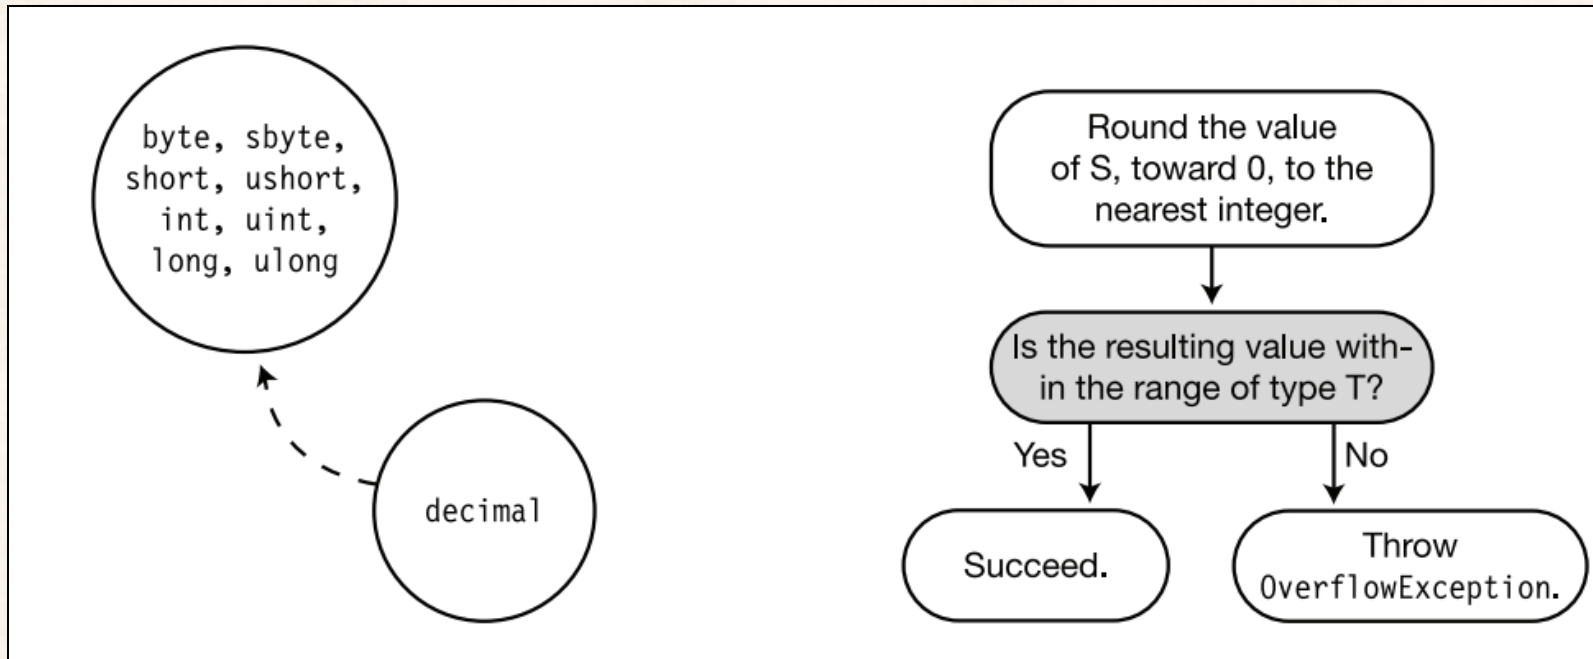 byte, sbyte,
short, ushort,
int, uint,
long, ulong
decimal
Round the value
of S, toward 0, to the
nearest integer.
Is the resulting value with-
in the range of type T?
Yes
No
Succeed.
Throw
OverflowException.